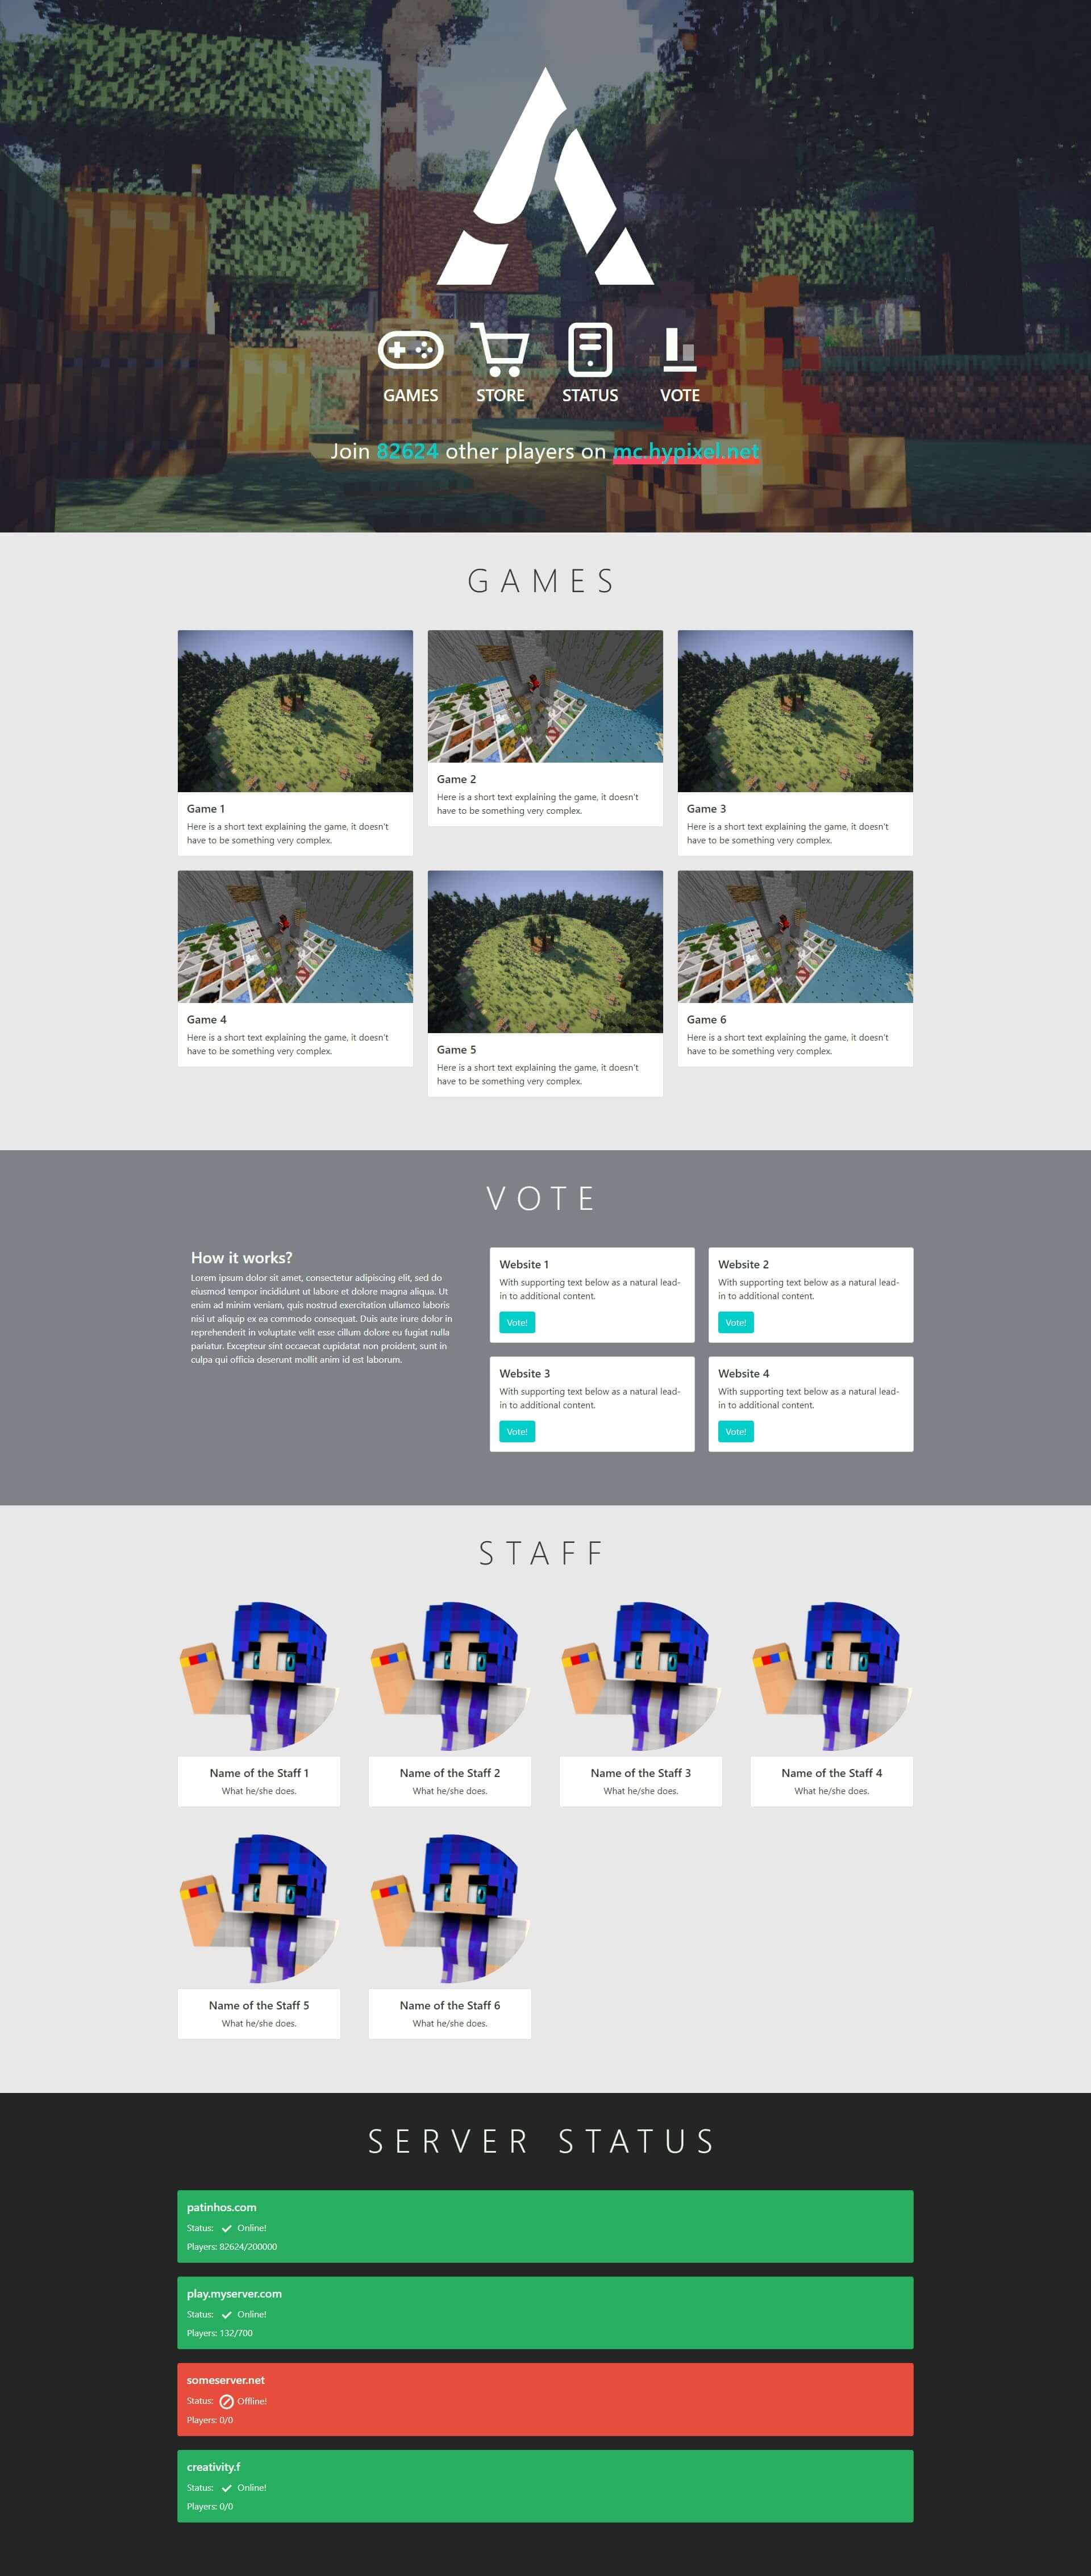 GAMES STORE STATUS VOTE
Join 82624 other players on mc.hypixel.net
GAMES
Game 1
Here is a short text explaining the game, it doesn't
have to be something very complex.
Game 2
Here is a short text explaining the game, it doesn't
have to be something very complex.
Game 3
Here is a short text explaining the game, it doesn't
have to be something very complex.
Game 4
Here is a short text explaining the game, it doesn't
have to be something very complex.
Game 5
Here is a short text explaining the game, it doesn't
have to be something very complex.
Game 6
Here is a short text explaining the game, it doesn't
have to be something very complex.
VOTE
How it works?
Lorem ipsum dolor sit amet, consectetur adipiscing elit, sed do
eiusmod tempor incididunt ut labore et dolore magna aliqua. Ut
enim ad minim veniam, quis nostrud exercitation ullamco laboris
nisi ut aliquip ex ea commodo consequat. Duis aute irure dolor in
reprehenderit in voluptate velit esse cillum dolore eu fugiat nulla
pariatur. Excepteur sint occaecat cupidatat non proident, sunt in
culpa qui officia deserunt mollit anim id est laborum.
Website 1
With supporting text below as a natural lead-
in to additional content.
Vote!
Website 2
With supporting text below as a natural lead-
in to additional content.
Vote!
Website 3
With supporting text below as a natural lead-
in to additional content.
Vote!
Website 4
With supporting text below as a natural lead-
in to additional content.
Vote!
STAFF
Name of the Staff 1
What he/she does.
Name of the Staff 2
What he/she does.
Name of the Staff 3
What he/she does.
Name of the Staff 4
What he/she does.
Name of the Staff 5
What he/she does.
Name of the Staff 6
What he/she does.
SERVER STATUS
patinhos.com
Status: Online!
Players: 82624/200000
play.myserver.com
Status: Online!
Players: 132/700
someserver.net
Status: Offline!
Players: 0/0
creativity.f
Status: Online!
Players: 0/0